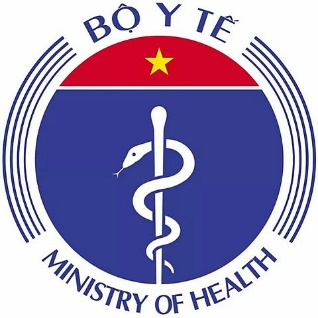 BỘ Y TẾ
MINISTRY OF HEALTH